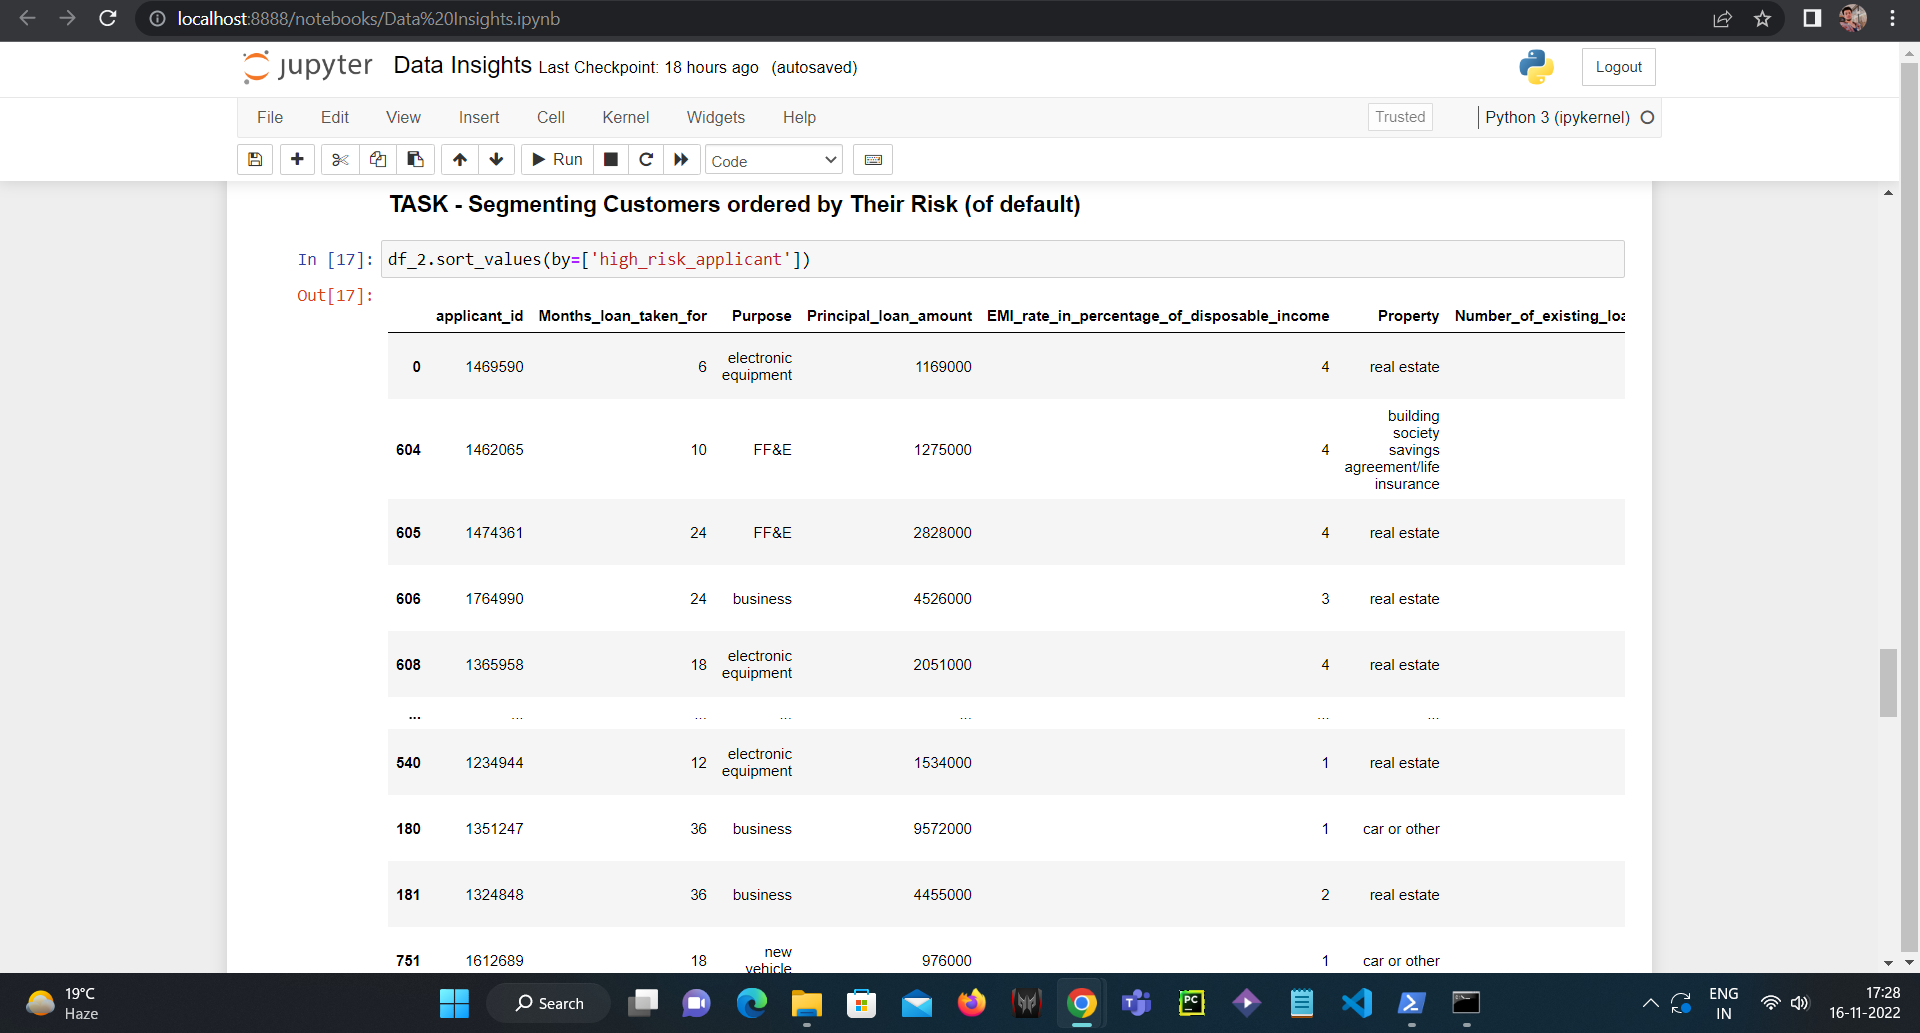 localhost:8888/notebooks/Data%20Insights.ipynb
jupyter Data Insights Last Checkpoint: 18 hours ago (autosaved) Logout
File Edit View Insert Cell Kernel Widgets Help Trusted Python 3 (ipykernel)
Run Code
TASK - Segmenting Customers ordered by Their Risk (of default)
In [17]: df_2.sort_values(by=['high_risk_applicant'])
Out[17]:
applicant_id Months_loan_taken_for Purpose Principal_loan_amount EMI_rate_in_percentage_of_disposable_income Property Number_of_existing_loa
0 1469590 6 electronic equipment 1169000 4 real estate
604 1462065 10 FF&E 1275000 4 building society savings agreement/life insurance
605 1474361 24 FF&E 2828000 4 real estate
606 1764990 24 business 4526000 3 real estate
608 1365958 18 electronic equipment 2051000 4 real estate
... ... ... ... ... ... ...
540 1234944 12 electronic equipment 1534000 1 real estate
180 1351247 36 business 9572000 1 car or other
181 1324848 36 business 4455000 2 real estate
751 1612689 18 new vehicle 976000 1 car or other
19°C
Haze
Search
PC
ENG
IN
17:28
16-11-2022